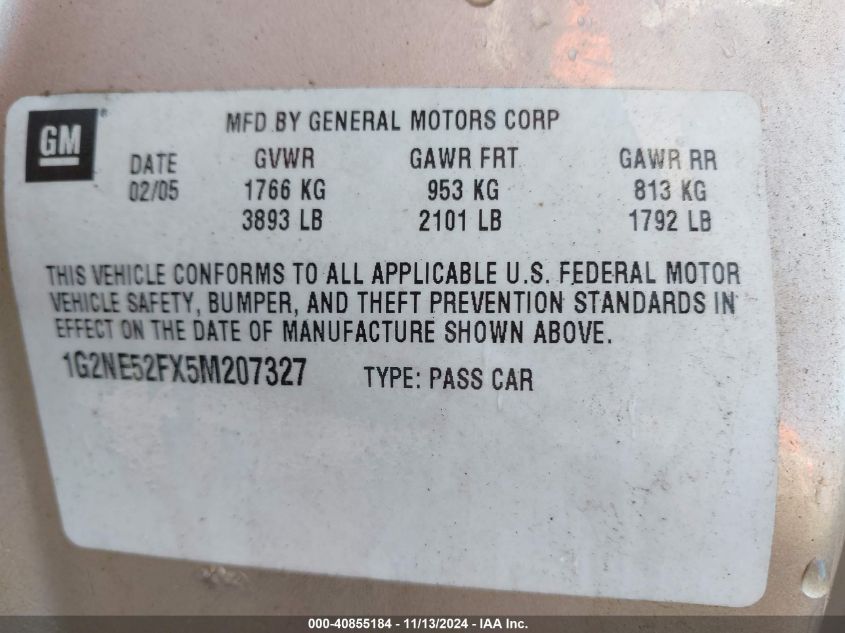 GM ®
MFD BY GENERAL MOTORS CORP
DATE GVWR GAWR FRT GAWR RR
02/05 1766 KG 953 KG 813 KG
3893 LB 2101 LB 1792 LB
THIS VEHICLE CONFORMS TO ALL APPLICABLE U.S. FEDERAL MOTOR
VEHICLE SAFETY, BUMPER, AND THEFT PREVENTION STANDARDS IN
EFFECT ON THE DATE OF MANUFACTURE SHOWN ABOVE.
1G2NE52FX5M207327 TYPE: PASS CAR
000-40855184 - 11/13/2024 - IAA Inc.